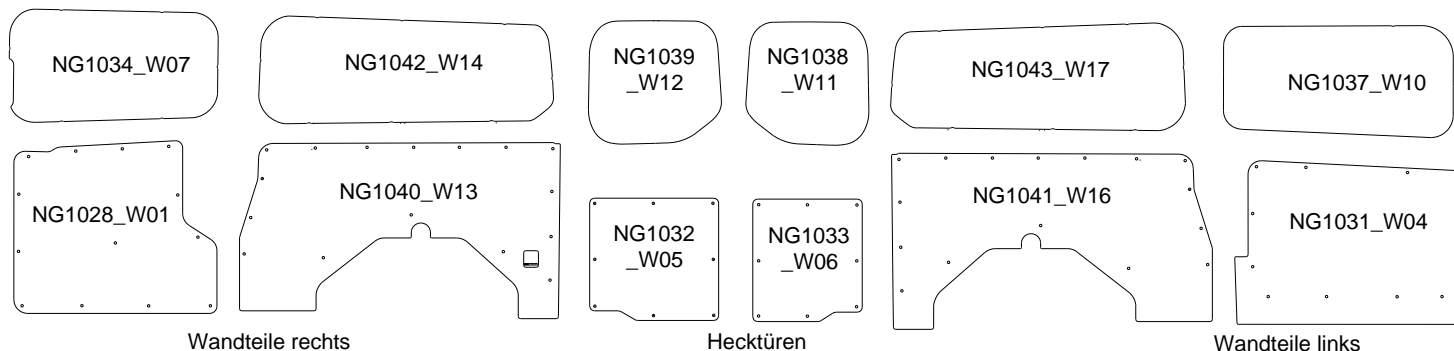 NG1034_W07
NG1042_W14
NG1039
_W12
NG1038
_W11
NG1043_W17
NG1037_W10
NG1028_W01
NG1040_W13
NG1032
_W05
NG1033
_W06
NG1041_W16
NG1031_W04
Wandteile rechts
Hecktüren
Wandteile links